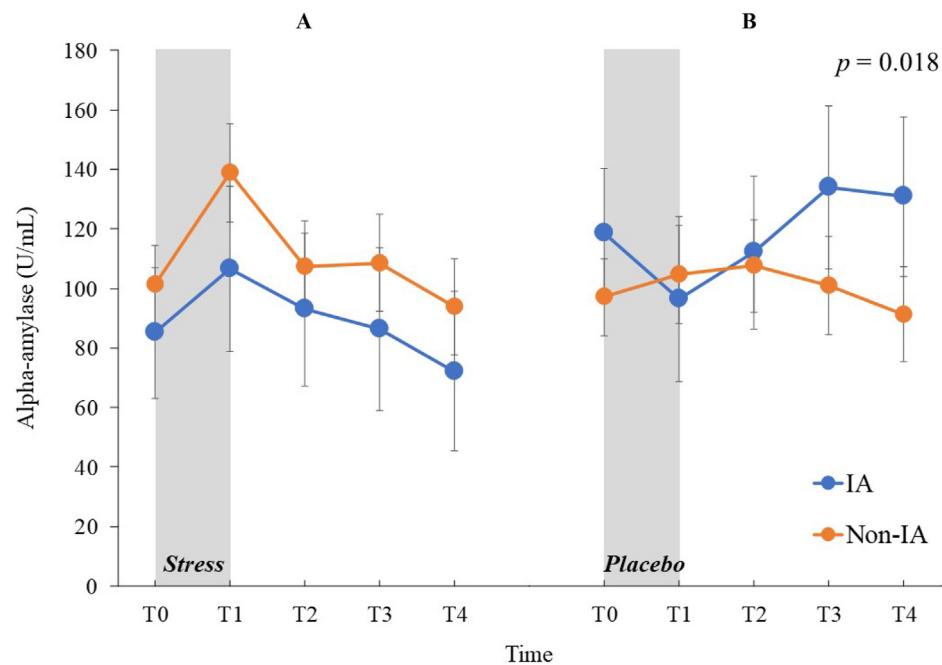 A
B
180
160
140
120
100
80
60
40
20
0
Alpha-amylase (U/mL)
p = 0.018
IA
Non-IA
Stress
Placebo
T0 T1 T2 T3 T4 T0 T1 T2 T3 T4
Time